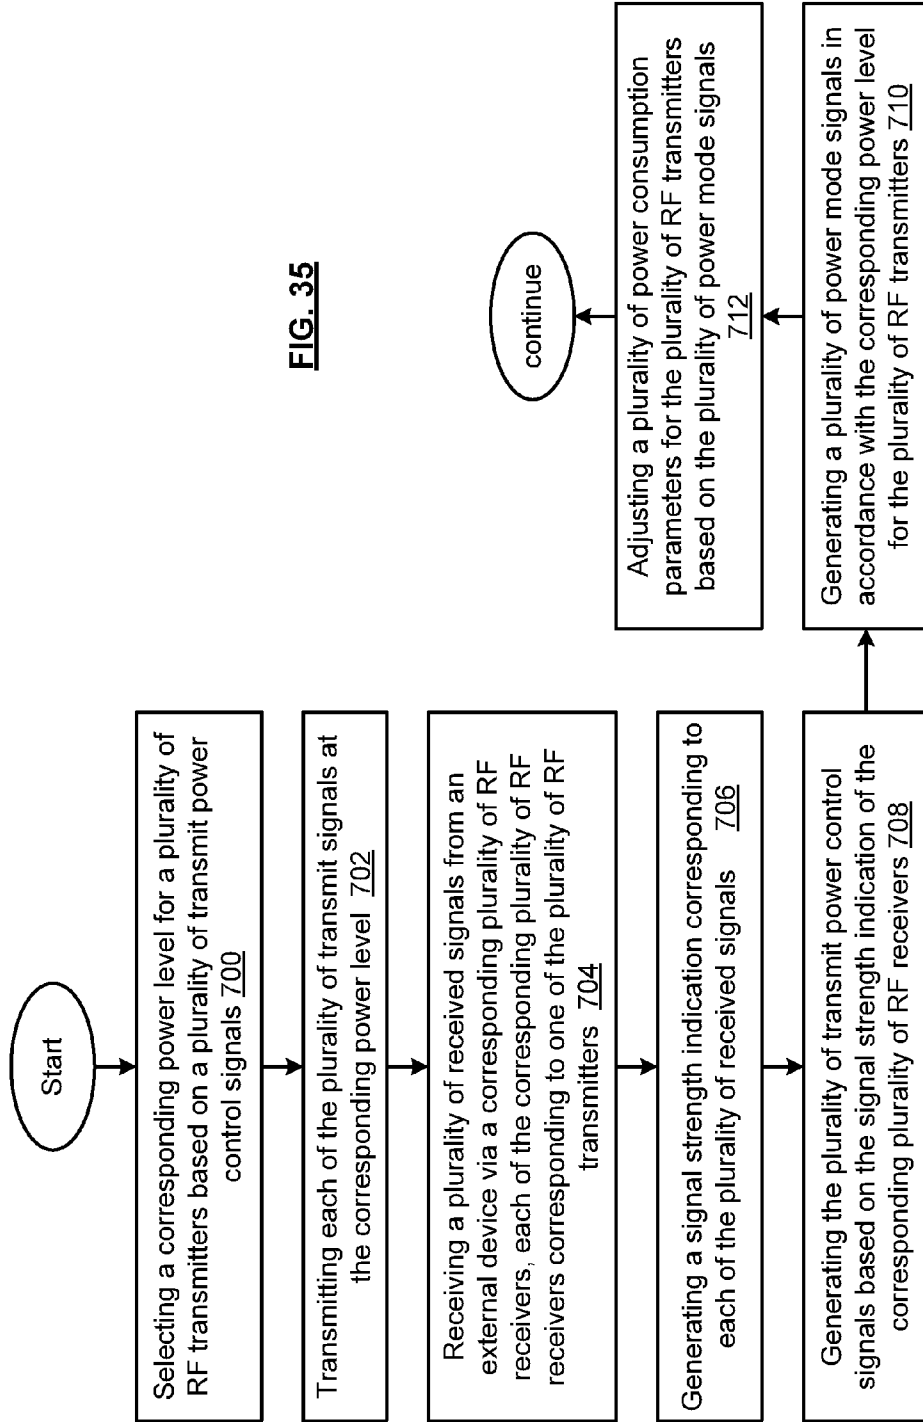 Start
Selecting a corresponding power level for a plurality of
RF transmitters based on a plurality of transmit power
control signals 700
Transmitting each of the plurality of transmit signals at
the corresponding power level 702
Receiving a plurality of received signals from an
external device via a corresponding plurality of RF
receivers, each of the corresponding plurality of RF
receivers corresponding to one of the plurality of RF
transmitters 704
Generating a signal strength indication corresponding to
each of the plurality of received signals 706
Generating the plurality of transmit power control
signals based on the signal strength indication of the
corresponding plurality of RF receivers 708
Generating a plurality of power mode signals in
accordance with the corresponding power level
for the plurality of RF transmitters 710
Adjusting a plurality of power consumption
parameters for the plurality of RF transmitters
based on the plurality of power mode signals
712
continue
FIG. 35